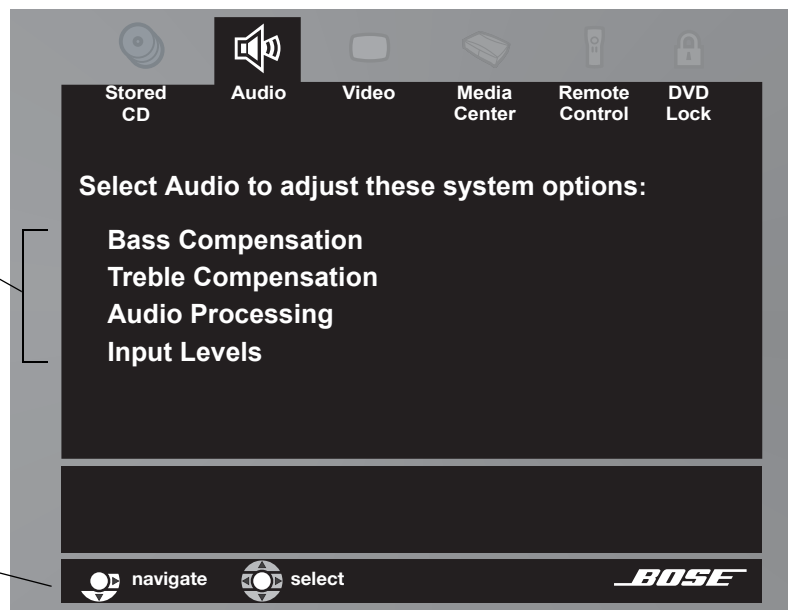 Stored CD
Audio
Video
Media Center
Remote Control
DVD Lock
Select Audio to adjust these system options:
Bass Compensation
Treble Compensation
Audio Processing
Input Levels
navigate
select
BOSE